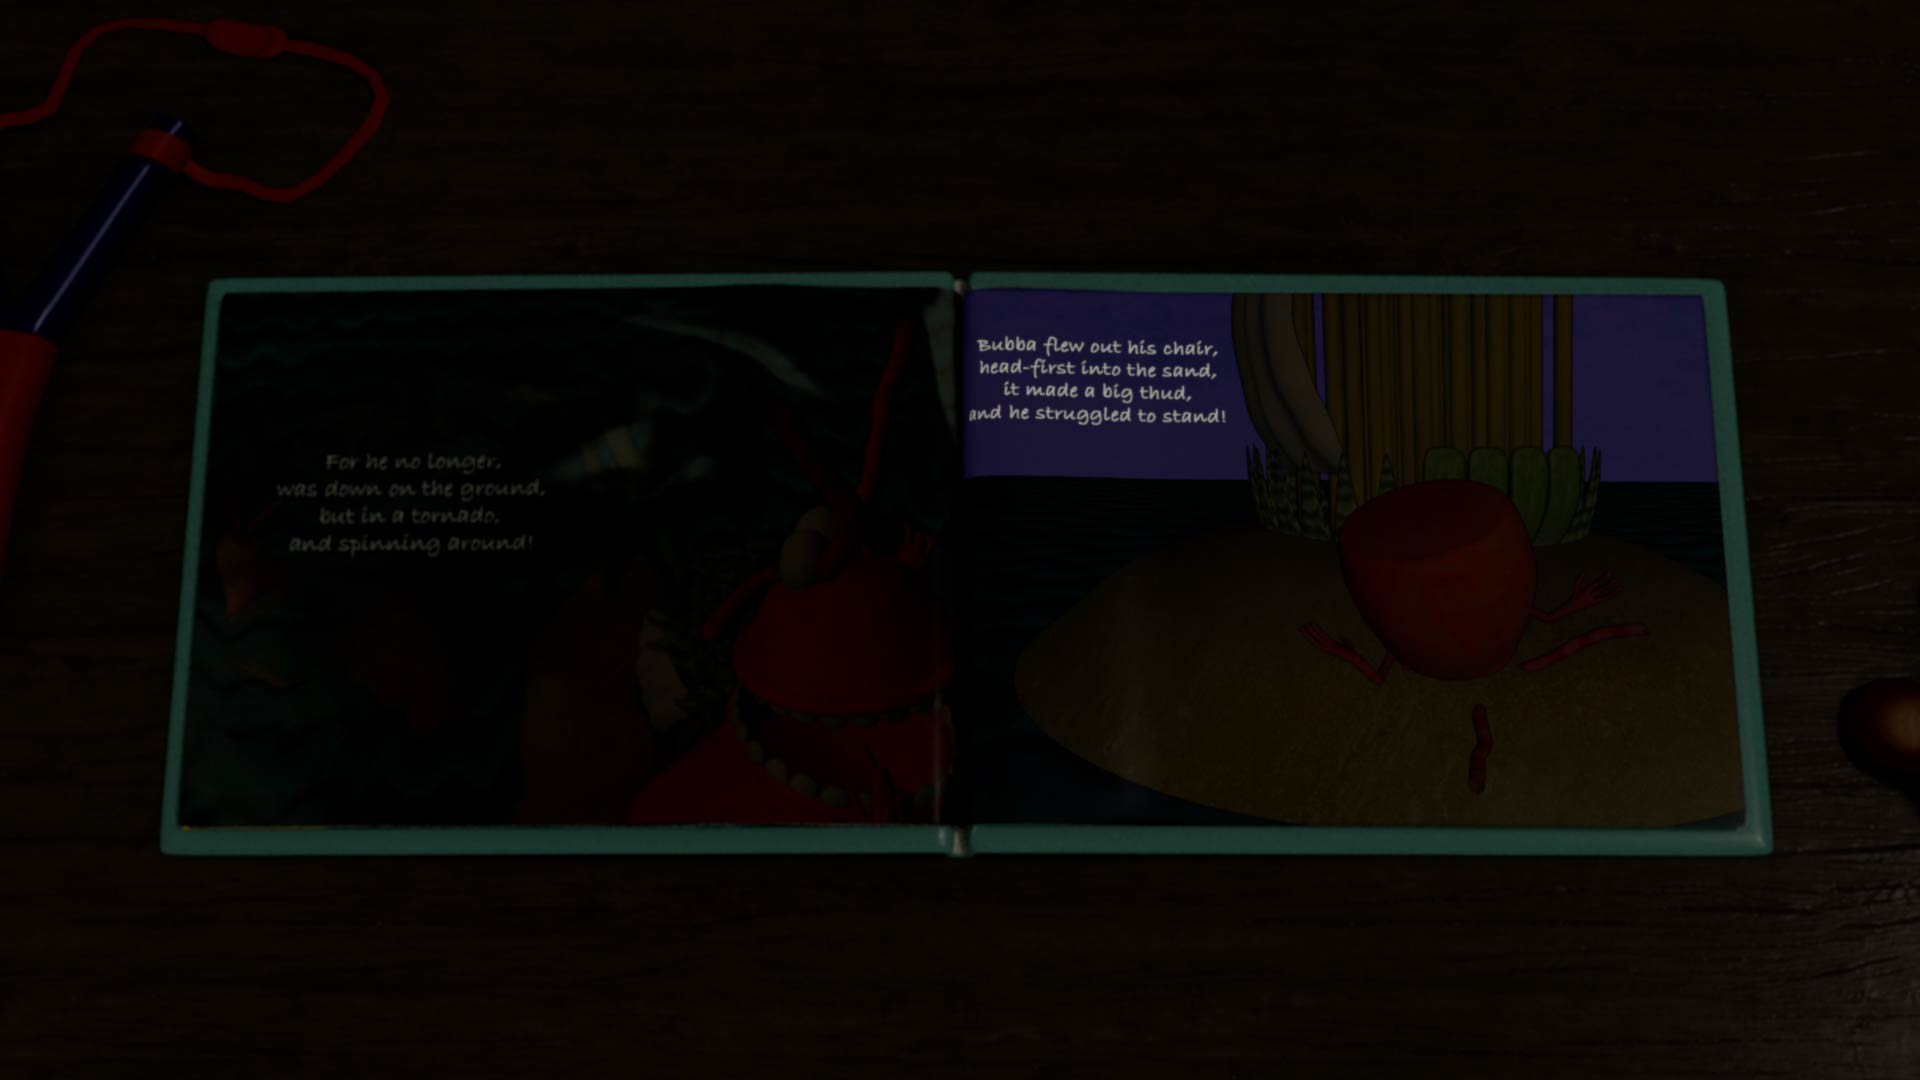 For he no longer,
was down on the ground,
but in a tornado,
and spinning around!
Bubba flew out his chair,
head-first into the sand,
it made a big thud,
and he struggled to stand!